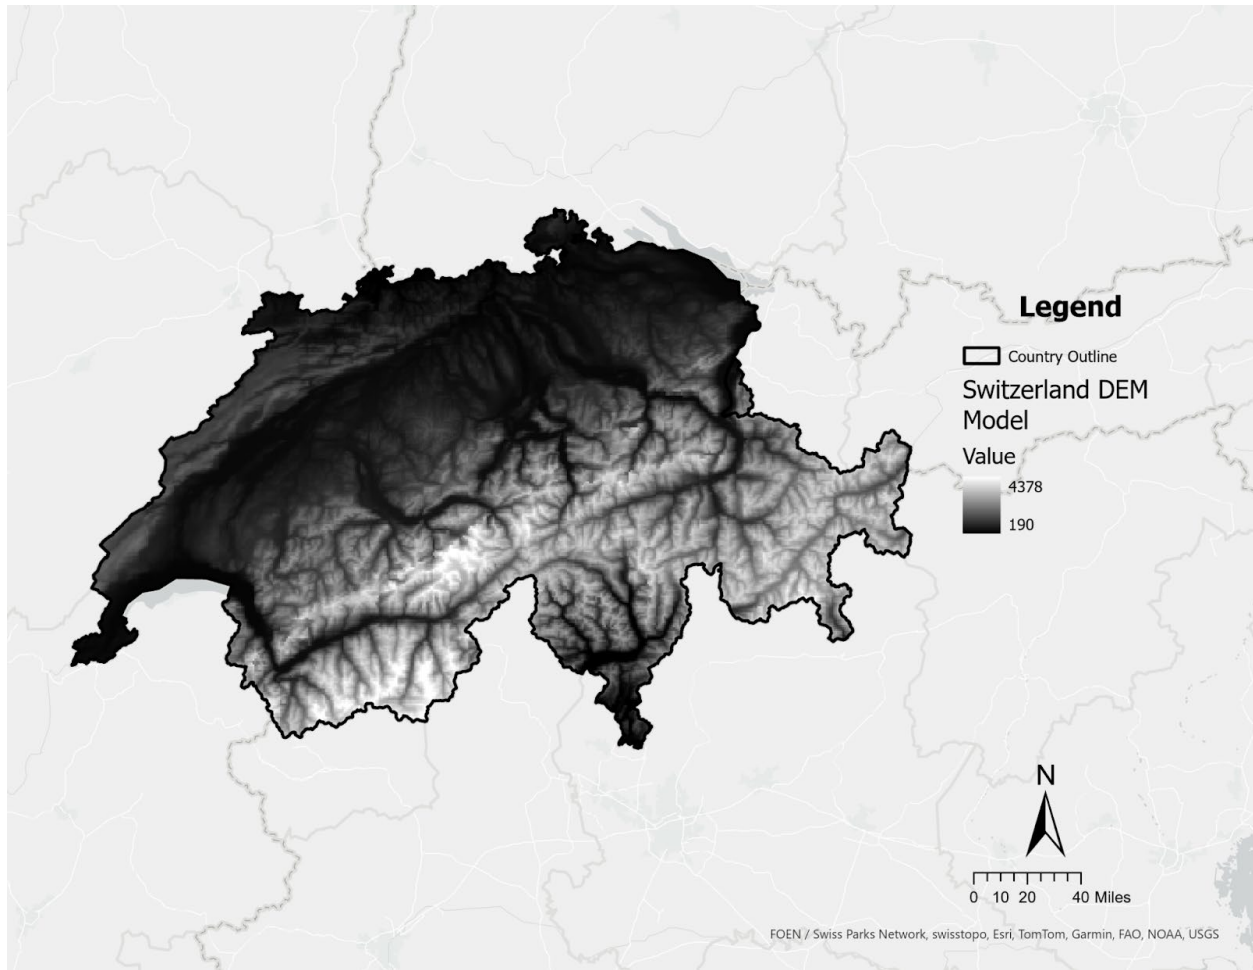 Legend
Country Outline
Switzerland DEM
Model
Value
4378
190
N
0 10 20 40 Miles
FOEN / Swiss Parks Network, swisstopo, Esri, TomTom, Garmin, FAO, NOAA, USGS